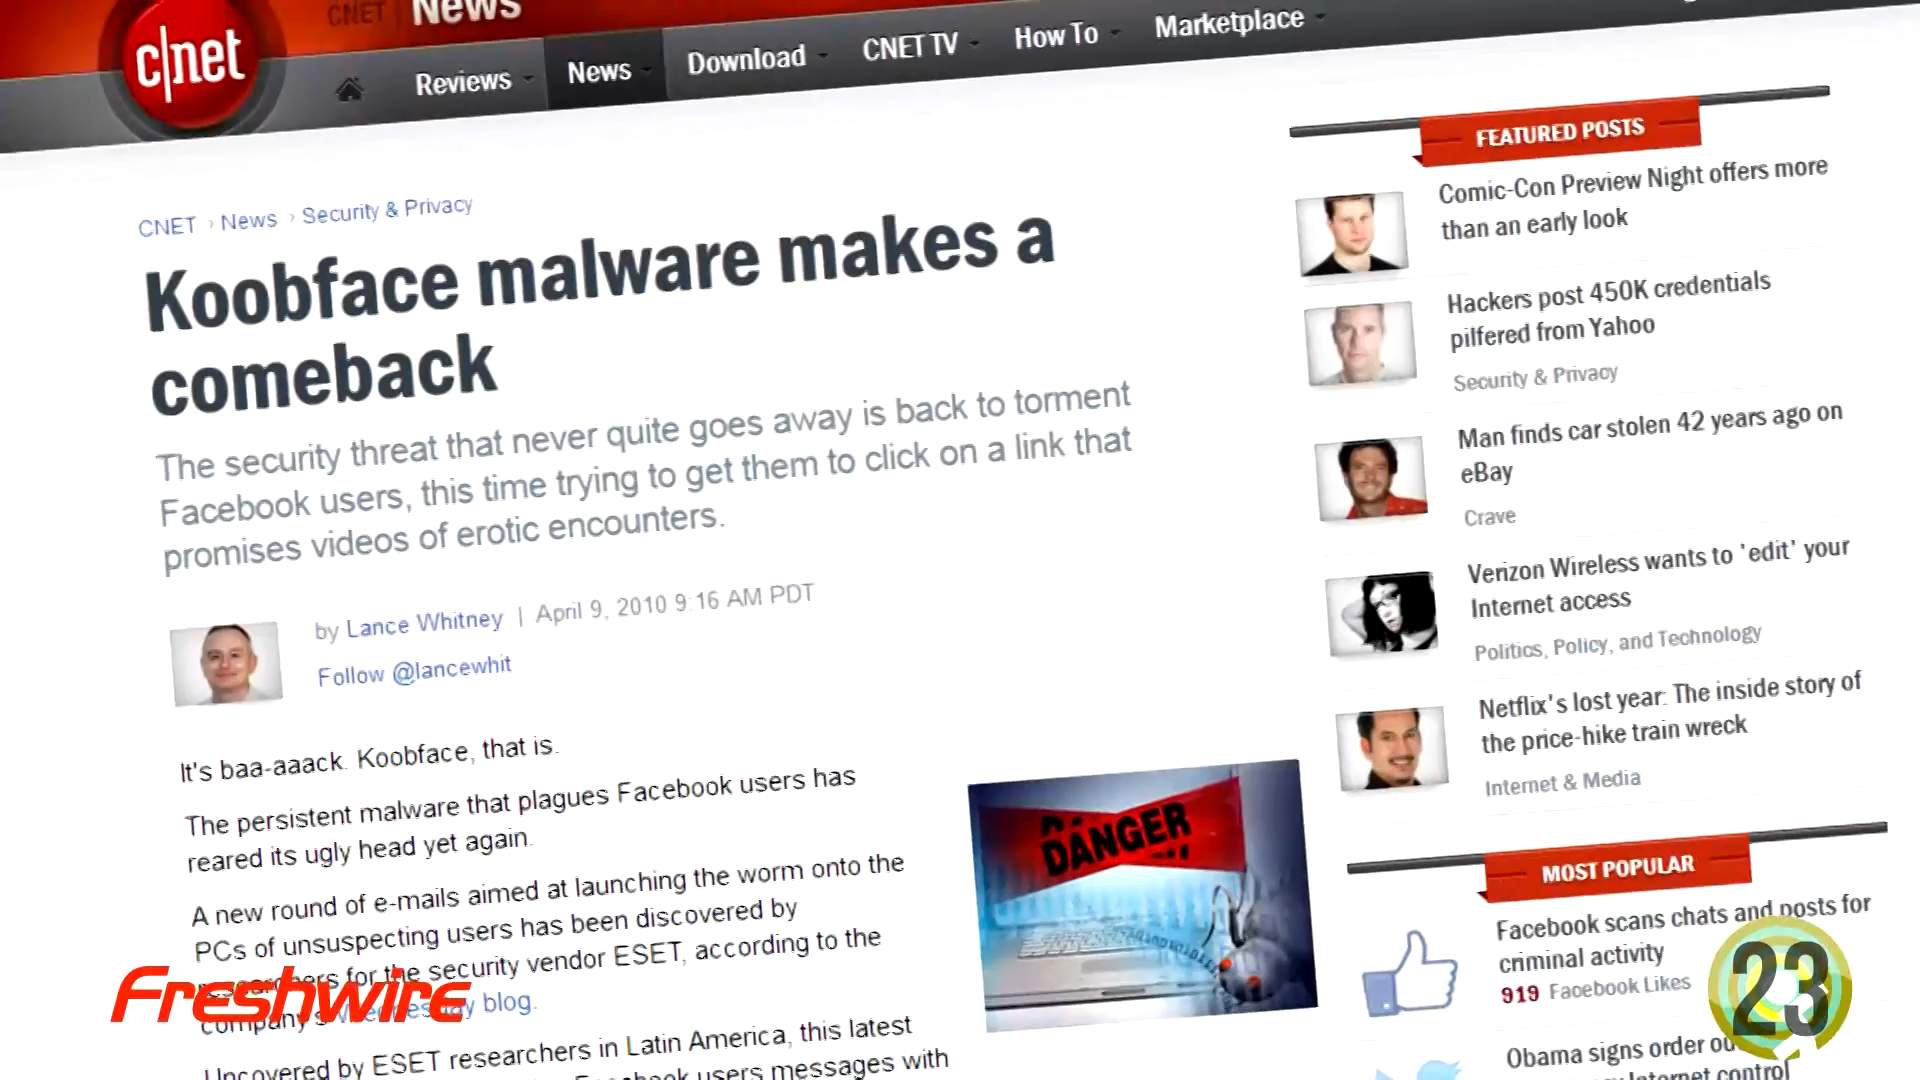 CNET News
c|net
Reviews
News
Download
CNET TV
How To
Marketplace
CNET › News › Security & Privacy
Koobface malware makes a
comeback
The security threat that never quite goes away is back to torment
Facebook users, this time trying to get them to click on a link that
promises videos of erotic encounters.
by Lance Whitney | April 9, 2010 9:16 AM PDT
Follow @lancewhit
It's baa-aaack. Koobface, that is.
The persistent malware that plagues Facebook users has
reared its ugly head yet again.
A new round of e-mails aimed at launching the worm onto the
PCs of unsuspecting users has been discovered by
researchers for the security vendor ESET, according to the
company's Wednesday blog.
Uncovered by ESET researchers in Latin America, this latest
Facebook users messages with
DANGER
FEATURED POSTS
Comic-Con Preview Night offers more
than an early look
Hackers post 450K credentials
pilfered from Yahoo
Security & Privacy
Man finds car stolen 42 years ago on
eBay
Crave
Verizon Wireless wants to 'edit' your
Internet access
Politics, Policy, and Technology
Netflix's lost year: The inside story of
the price-hike train wreck
Internet & Media
MOST POPULAR
Facebook scans chats and posts for
criminal activity
919 Facebook Likes
Obama signs order
Internet control
Freshwire
23